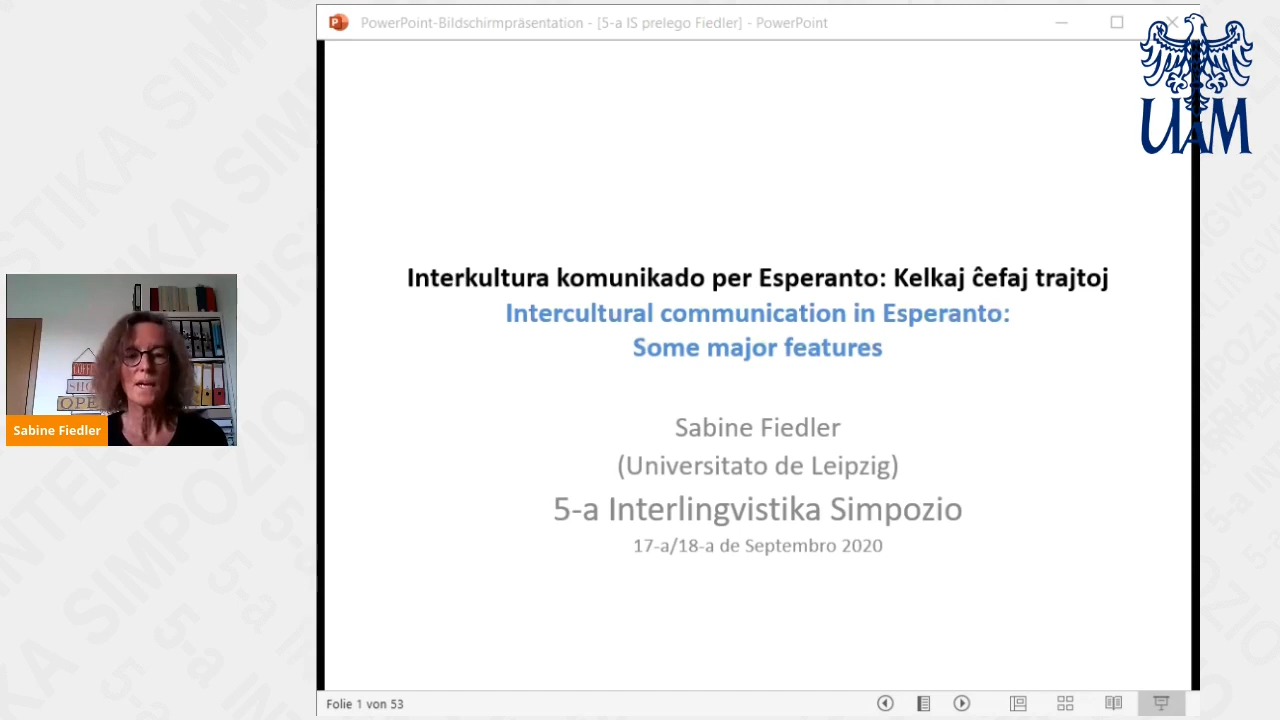 PowerPoint-Bildschirmpräsentation - [5-a IS prelego Fiedler] - PowerPoint
UAM
Interkultura komunikado per Esperanto: Kelkaj ĉefaj trajtoj
Intercultural communication in Esperanto:
Some major features
Sabine Fiedler
(Universitato de Leipzig)
5-a Interlingvistika Simpozio
17-a/18-a de Septembro 2020
Sabine Fiedler
Folie 1 von 53